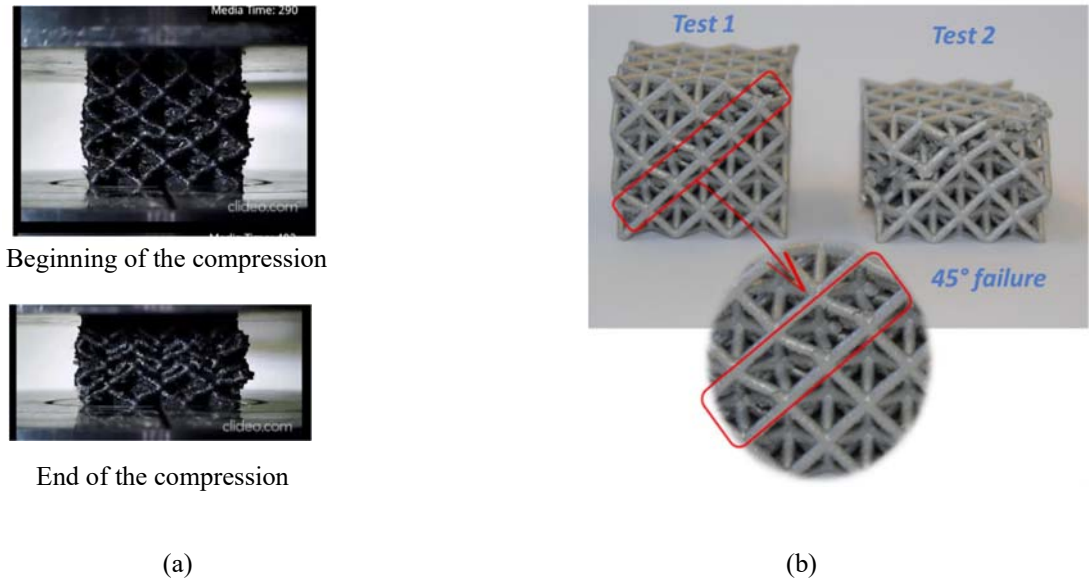 Media Time: 290
clideo.com
Beginning of the compression
clideo.com
End of the compression
(a)
Test 1
Test 2
45° failure
(b)